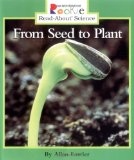 Rookie
Read-About Science
From Seed to Plant
By Allan Fowler